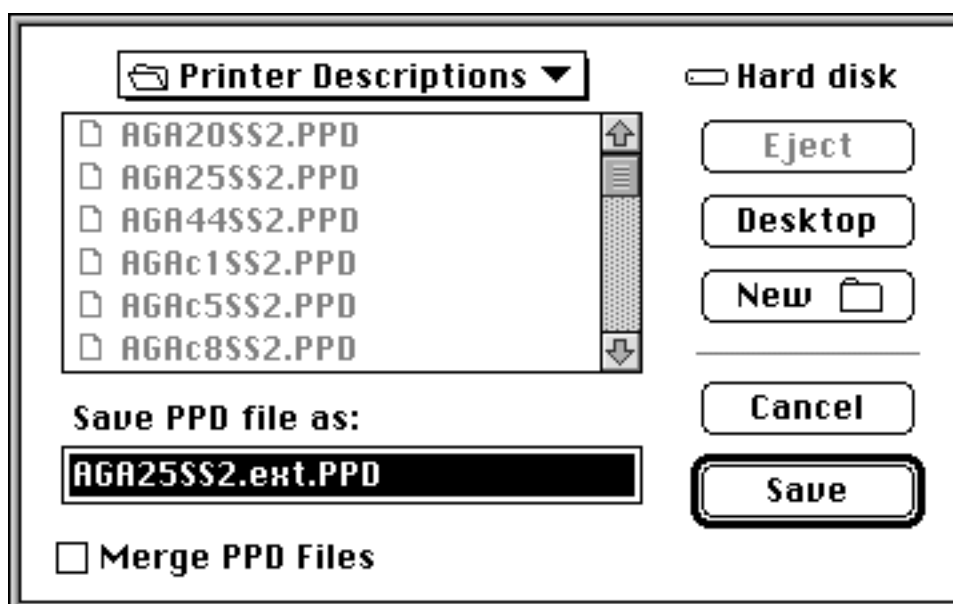 Printer Descriptions
Hard disk
AGA20SS2.PPD
AGA25SS2.PPD
AGA44SS2.PPD
AGAc1SS2.PPD
AGAc5SS2.PPD
AGAc8SS2.PPD
Eject
Desktop
New
Save PPD file as:
AGA25SS2.ext.PPD
Cancel
Save
Merge PPD Files